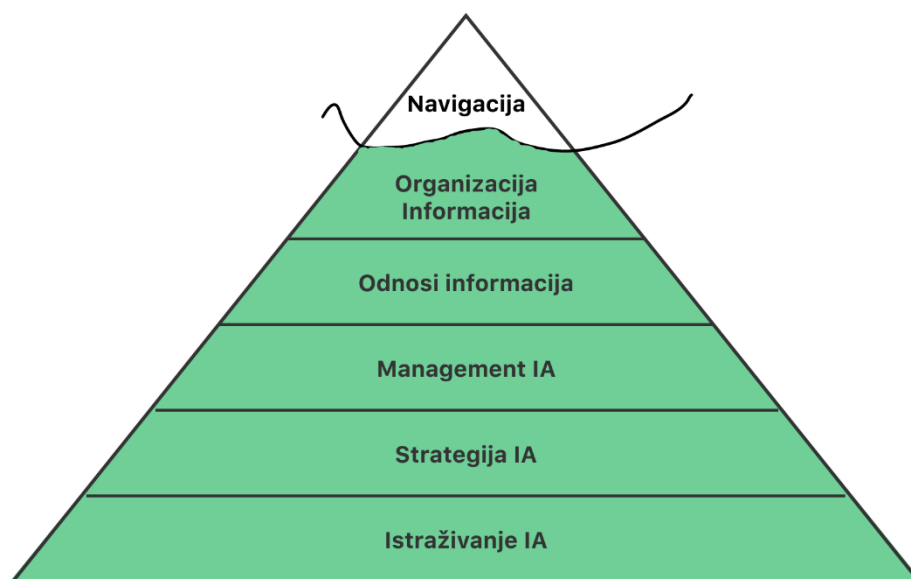 Navigacija
Organizacija
Informacija
Odnosi informacija
Management IA
Strategija IA
Istraživanje IA